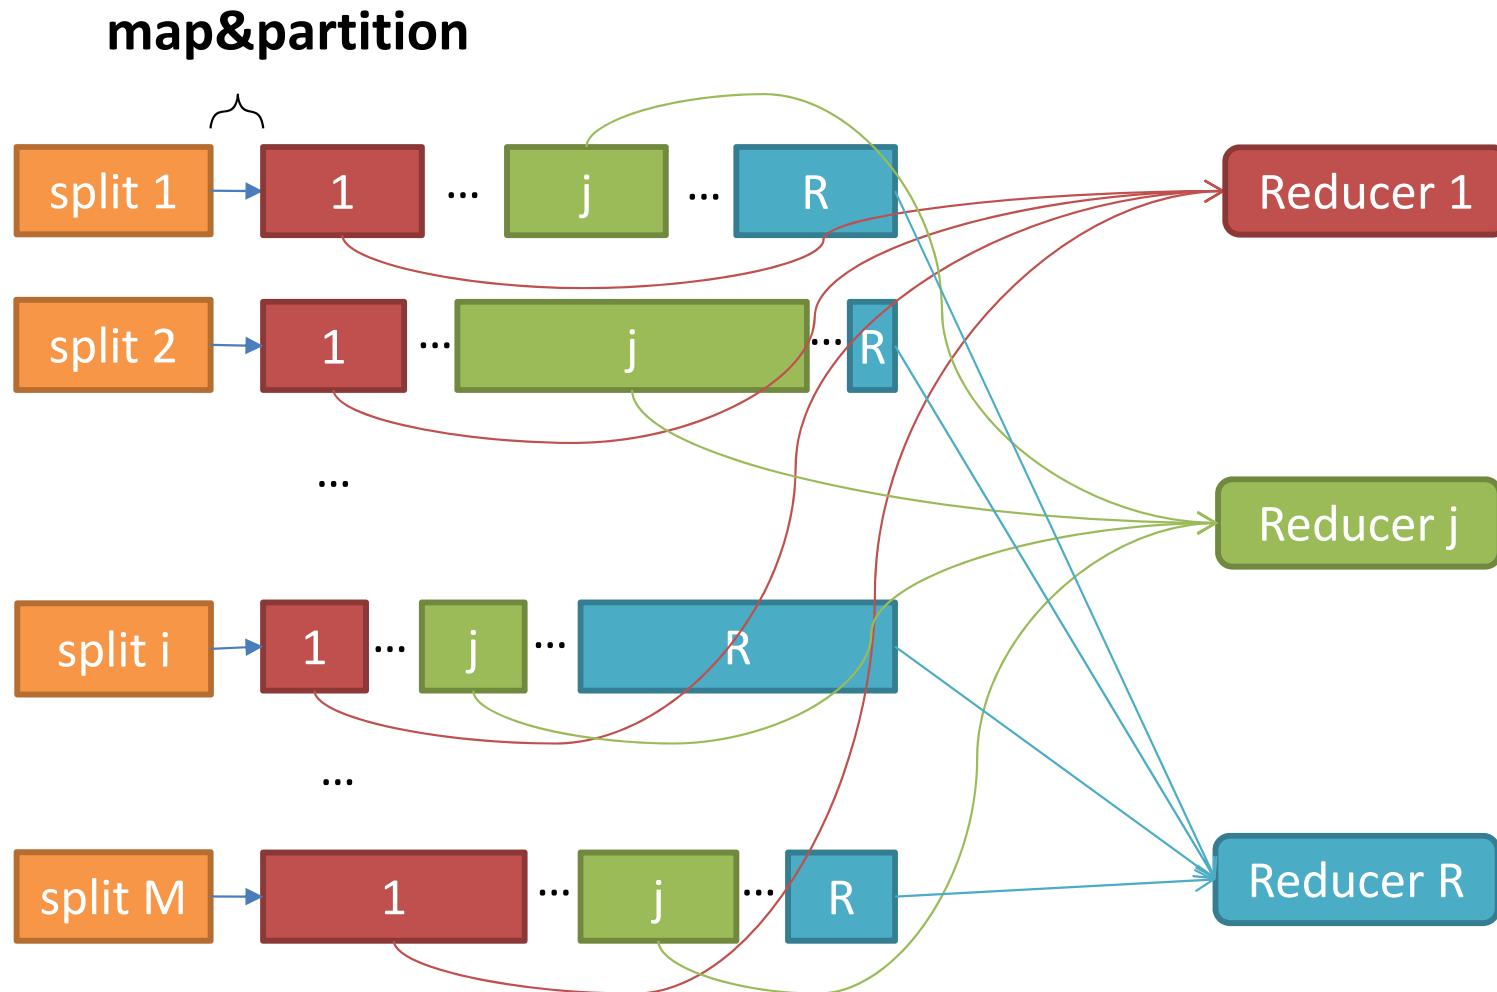 map&partition
split 1 1 ... j ... R Reducer 1
split 2 1 ... j ... R
...
Reducer j
split i 1 ... j ... R
...
split M 1 ... j ... R Reducer R